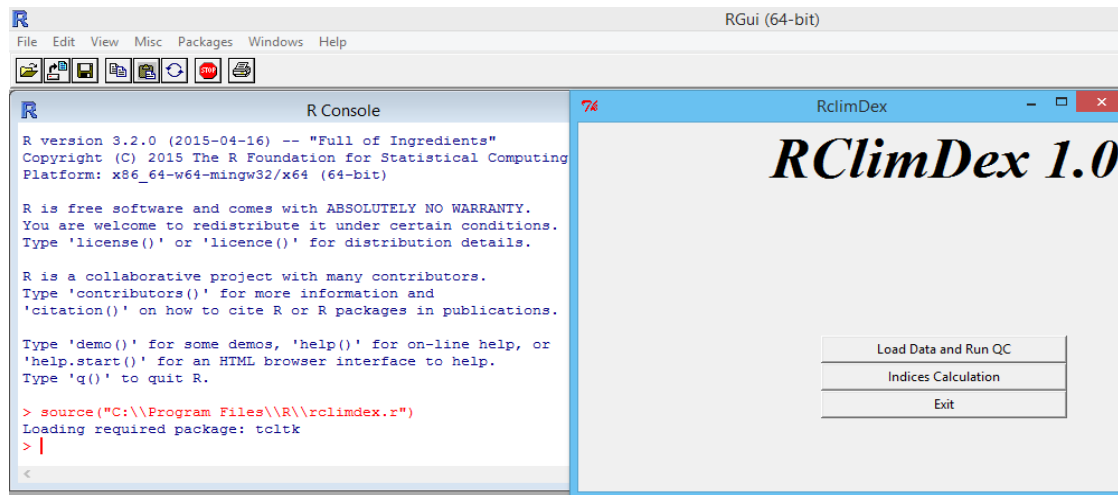 RGui (64-bit)
File Edit View Misc Packages Windows Help
STOP
R Console
R version 3.2.0 (2015-04-16) -- "Full of Ingredients"
Copyright (C) 2015 The R Foundation for Statistical Computing
Platform: x86_64-w64-mingw32/x64 (64-bit)
R is free software and comes with ABSOLUTELY NO WARRANTY.
You are welcome to redistribute it under certain conditions.
Type 'license()' or 'licence()' for distribution details.
R is a collaborative project with many contributors.
Type 'contributors()' for more information and
'citation()' on how to cite R or R packages in publications.
Type 'demo()' for some demos, 'help()' for on-line help, or
'help.start()' for an HTML browser interface to help.
Type 'q()' to quit R.
> source("C:\\Program Files\\R\\rclimdex.r")
Loading required package: tcltk
>
RclimDex
RClimDex 1.0
Load Data and Run QC
Indices Calculation
Exit